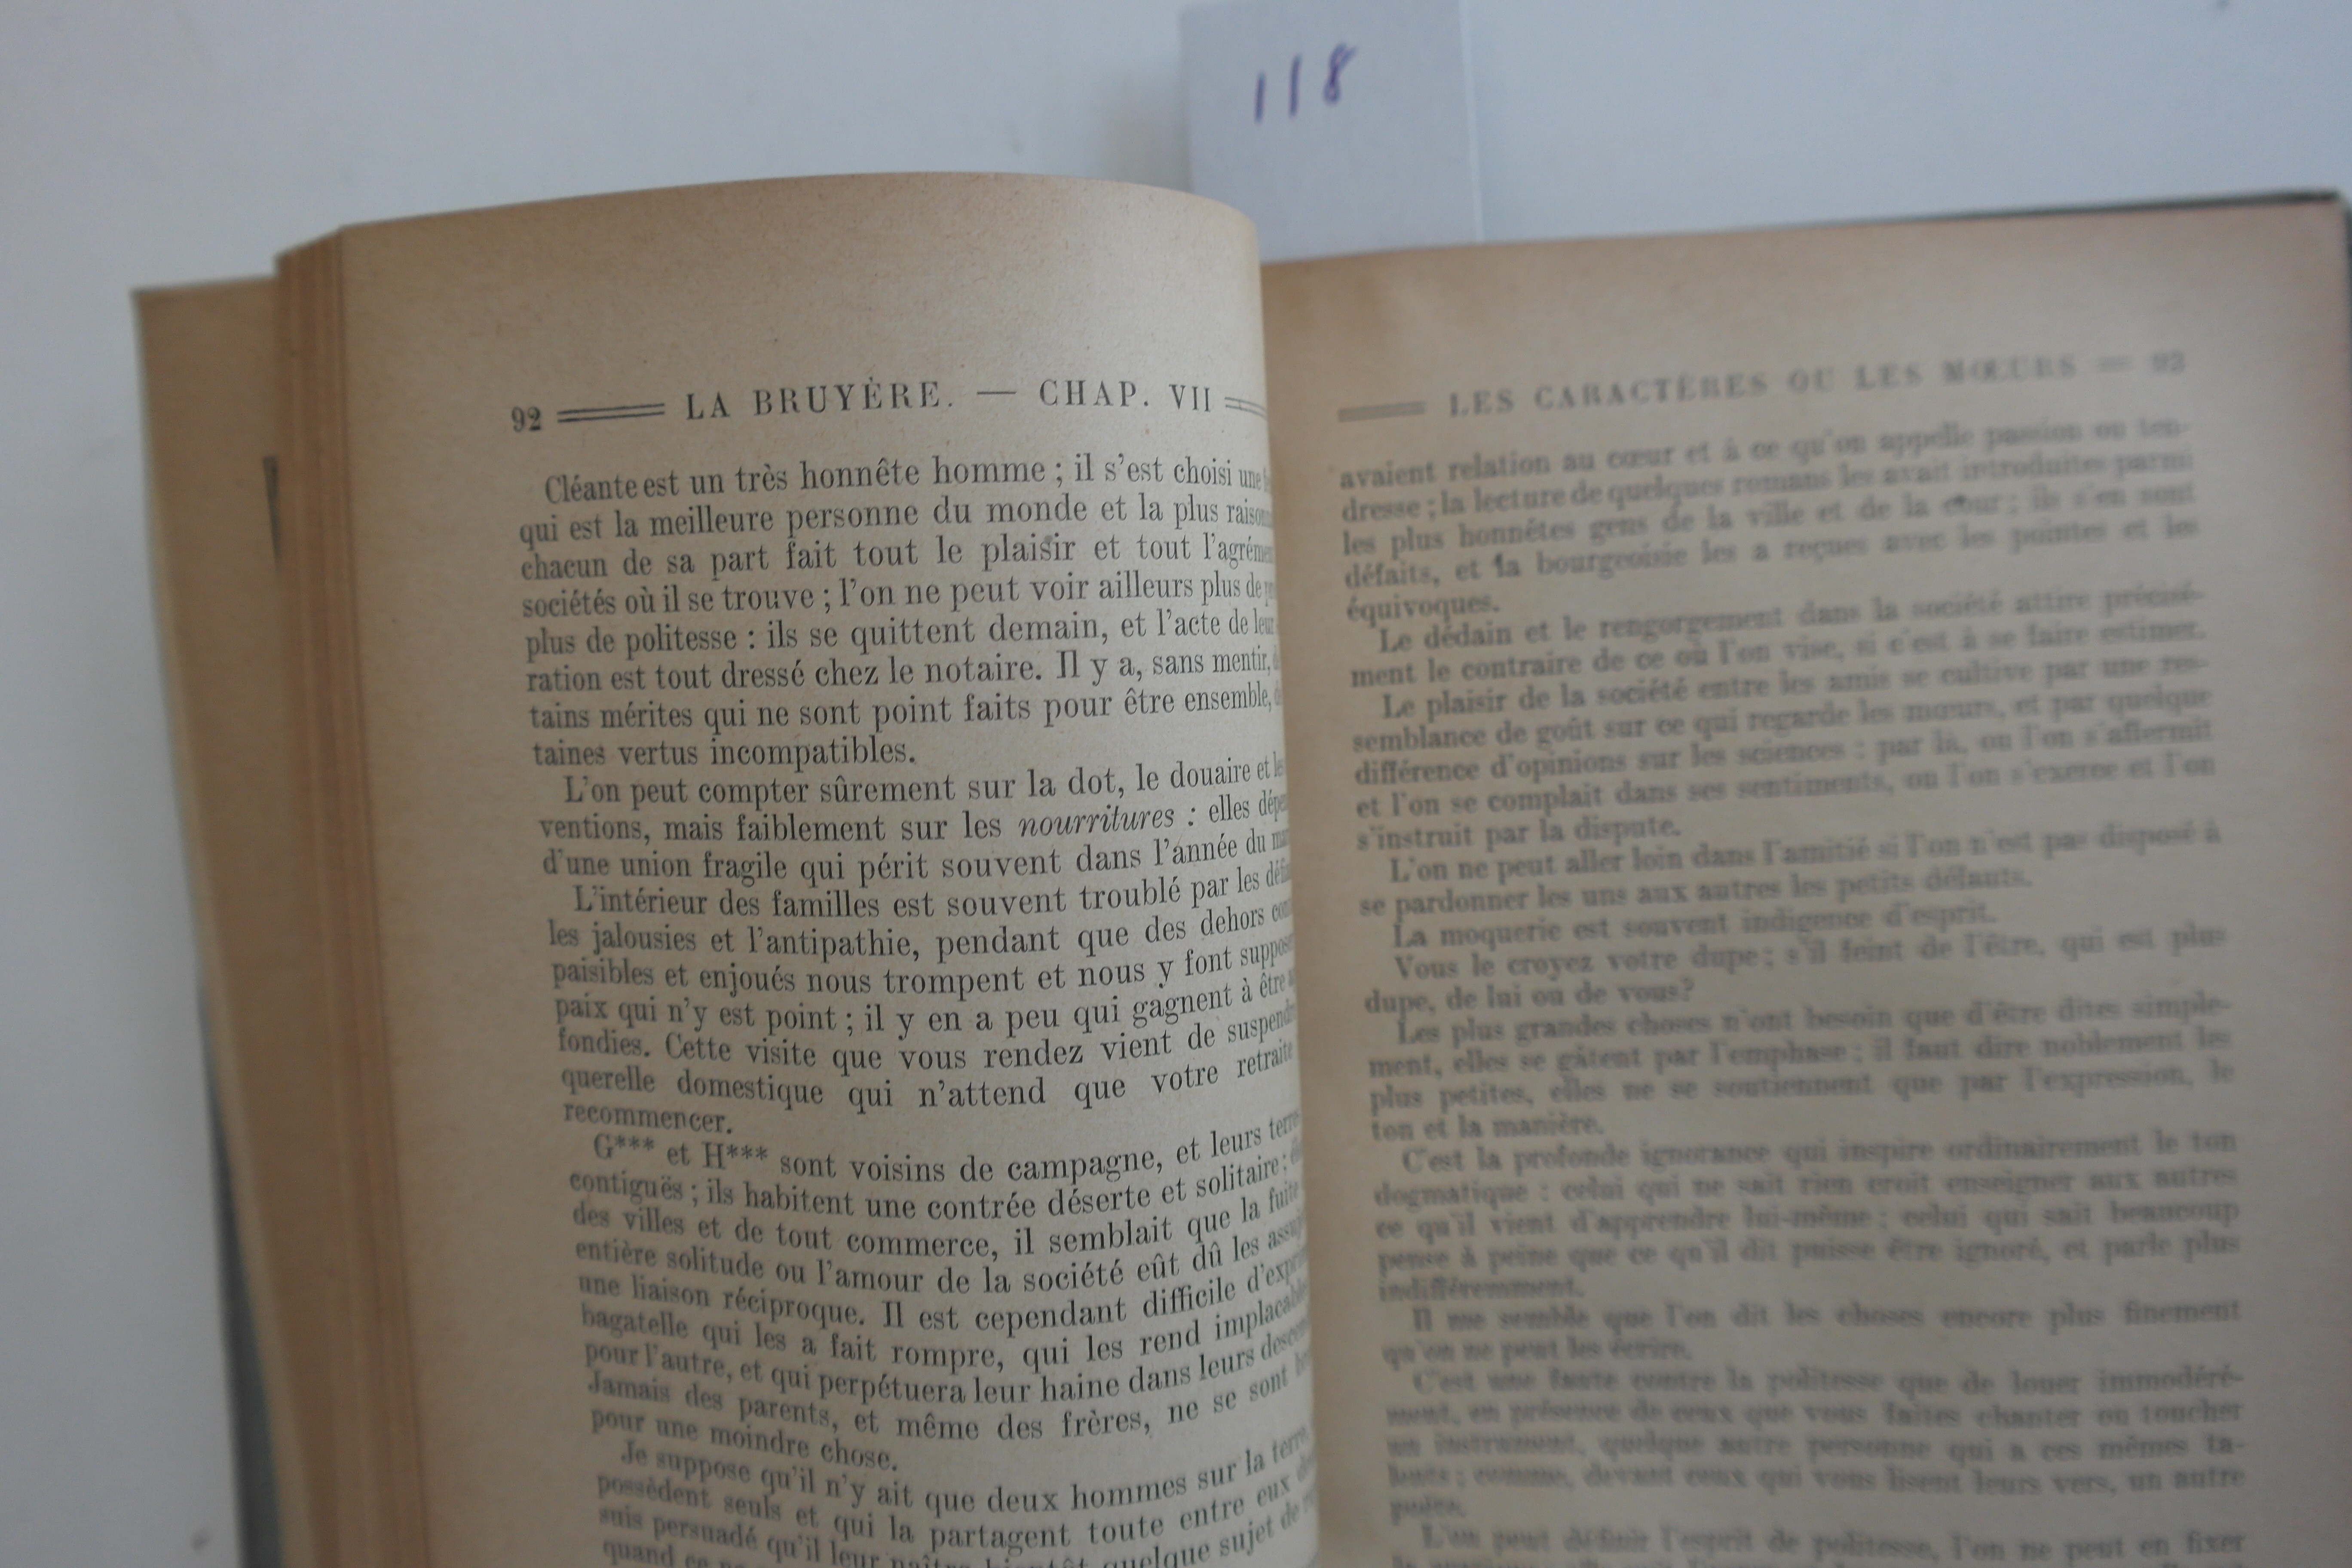 118
92 LA BRUYÈRE. — CHAP. VII
Cléante est un très honnête homme ; il s'est choisi une
qui est la meilleure personne du monde et la plus
chacun de sa part fait tout le plaisir et tout
sociétés où il se trouve ; l'on ne peut voir ailleurs plus de
plus de politesse : ils se quittent demain, et l'acte de leur
ration est tout dressé chez le notaire. Il y a, sans mentir,
tains mérites qui ne sont point faits pour être ensemble,
taines vertus incompatibles.
L'on peut compter sûrement sur la dot, le douaire et
ventions, mais faiblement sur les nourritures : elles
d'une union fragile qui périt souvent dans l'année du
L'intérieur des familles est souvent troublé par les
les jalousies et l'antipathie, pendant que des dehors
paisibles et enjoués nous trompent et nous y font
paix qui n'y est point ; il y en a peu qui gagnent à être
fondies. Cette visite que vous rendez vient de
querelle domestique qui n'attend que votre retraite
recommencer.
G*** et H*** sont voisins de campagne, et leurs
contiguës ; ils habitent une contrée déserte et solitaire ;
des villes et de tout commerce, il semblait que la fuite
entière solitude ou l'amour de la société eût dû les
une liaison réciproque. Il est cependant difficile
bagatelle qui les a fait rompre, qui les rend
pour l'autre, et qui perpétuera leur haine dans leurs
Jamais des parents, et même des frères, ne se sont
pour une moindre chose.
Je suppose qu'il n'y ait que deux hommes sur la terre,
possèdent seuls et qui la partagent toute entre eux
suis persuadé qu'il leur naîtra bientôt quelque sujet de
quand ce
LES CARACTÈRES OU LES MŒURS 93
avaient relation au cœur et à ce qu'on appelle passion ou ten-
dresse ; la lecture de quelques romans les avait introduites parmi
les plus honnêtes gens de la ville et de la cour ; ils s'en sont
défaits, et la bourgeoisie les a reçues avec les pointes et les
équivoques.
Le dédain et le rengorgement dans la société attire précisé-
ment le contraire de ce où l'on vise, si c'est à se faire estimer.
Le plaisir de la société entre les amis se cultive par une res-
semblance de goût sur ce qui regarde les mœurs, et par quelque
différence d'opinions sur les sciences : par là, ou l'on s'affermit
et l'on se complait dans ses sentiments, ou l'on s'exerce et l'on
s'instruit par la dispute.
L'on ne peut aller loin dans l'amitié si l'on n'est pas disposé à
se pardonner les uns aux autres les petits défauts.
La moquerie est souvent indigence d'esprit.
Vous le croyez votre dupe ; s'il feint de l'être, qui est plus
dupe, de lui ou de vous?
Les plus grandes choses n'ont besoin que d'être dites simple-
ment, elles se gâtent par l'emphase ; il faut dire noblement les
plus petites, elles ne se soutiennent que par l'expression, le
ton et la manière.
C'est la profonde ignorance qui inspire ordinairement le ton
dogmatique : celui qui ne sait rien croit enseigner aux autres
ce qu'il vient d'apprendre lui-même ; celui qui sait beaucoup
pense à peine que ce qu'il dit puisse être ignoré, et parle plus
indifféremment.
Il me semble que l'on dit les choses encore plus finement
qu'on ne peut les écrire.
C'est une faute contre la politesse que de louer immodéré-
ment, en présence de ceux que vous faites chanter ou toucher
un instrument, quelque autre personne qui a ces mêmes ta-
lents ; comme, devant ceux qui vous lisent leurs vers, un autre
poète.
L'on peut définir l'esprit de politesse, l'on ne peut en fixer